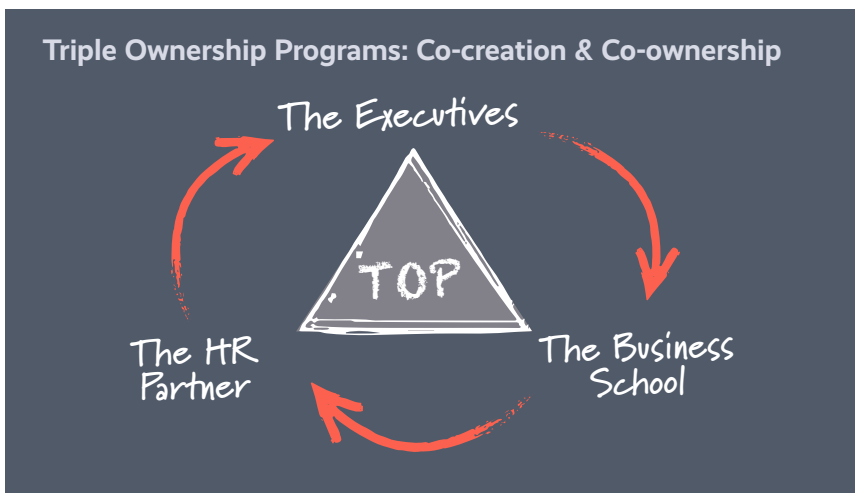 Triple Ownership Programs: Co-creation & Co-ownership
The Executives
TOP
The HR
Partner
The Business
School